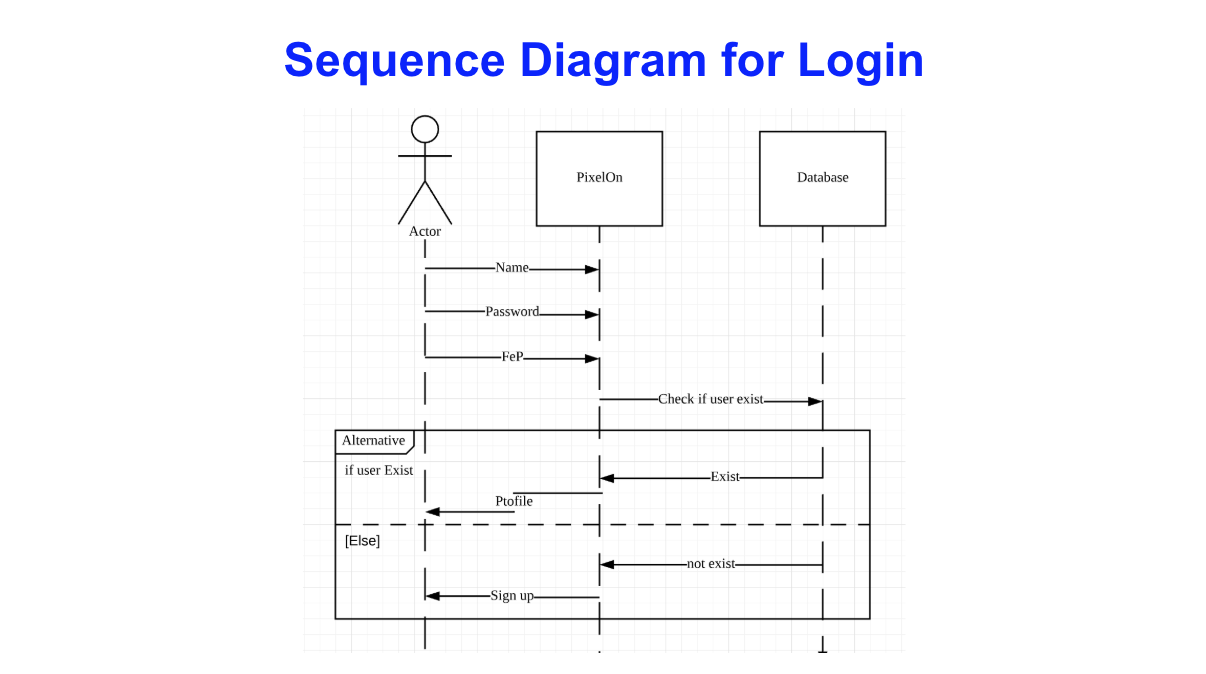 Sequence Diagram for Login
Actor
PixelOn
Database
Name
Password
FeP
Check if user exist
Alternative
if user Exist
Exist
Ptofile
[Else]
not exist
Sign up